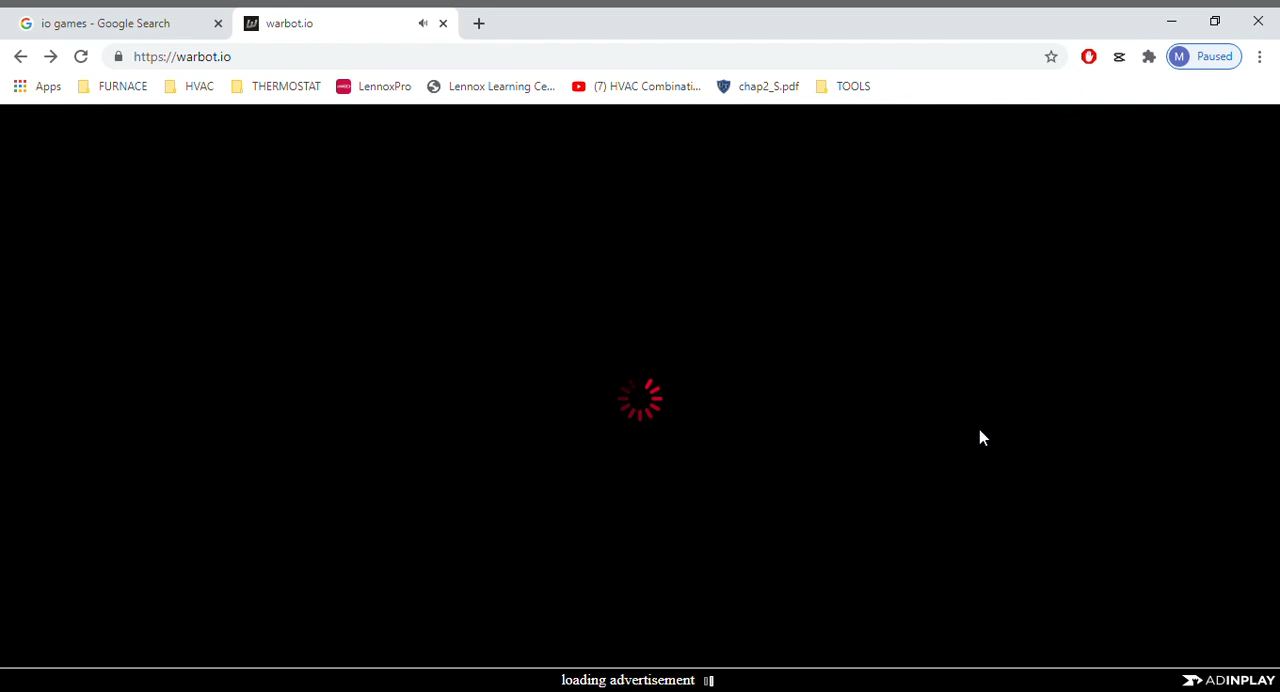 io games - Google Search
warbot.io
https://warbot.io
M Paused
Apps FURNACE HVAC THERMOSTAT LennoxPro Lennox Learning Ce... (7) HVAC Combinati... chap2_S.pdf TOOLS
loading advertisement
ADINPLAY